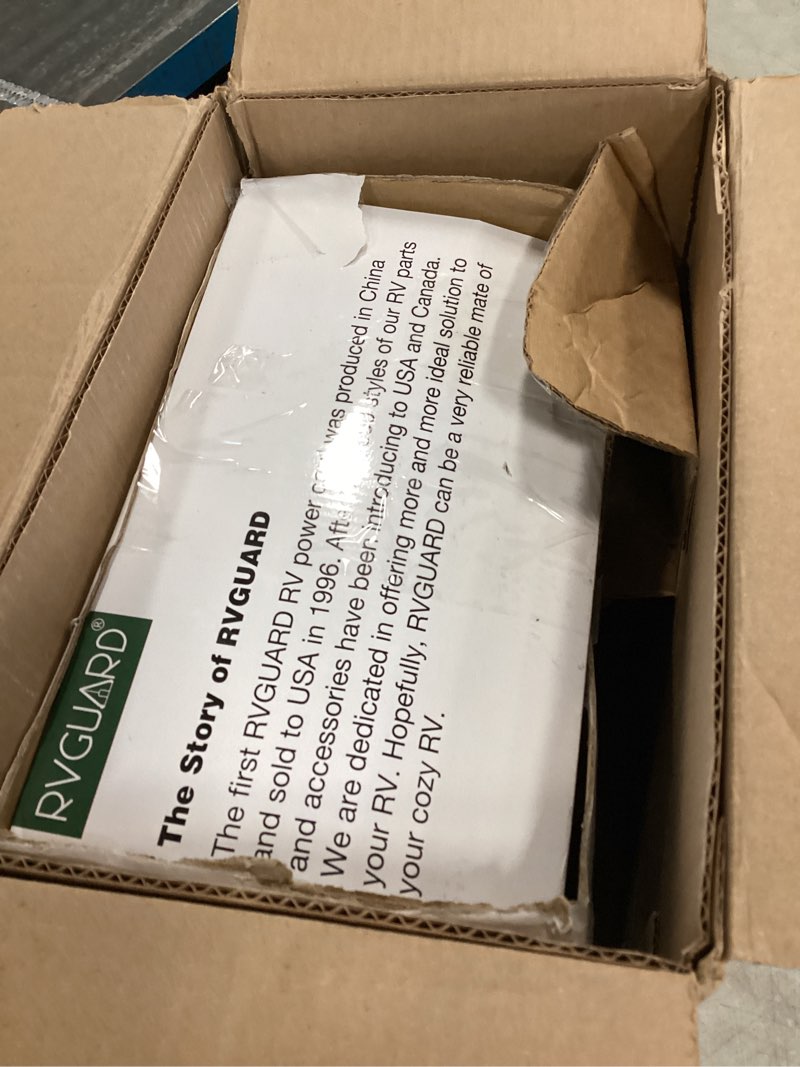 RVGUARD®
The Story of RVGUARD
The first RVGUARD RV power was produced in China
and sold to USA in 1996. styles of our RV parts
and accessories have been introducing to USA and Canada.
We are dedicated in offering more and more ideal solution to
your RV. Hopefully, RVGUARD can be a very reliable mate of
your cozy RV.